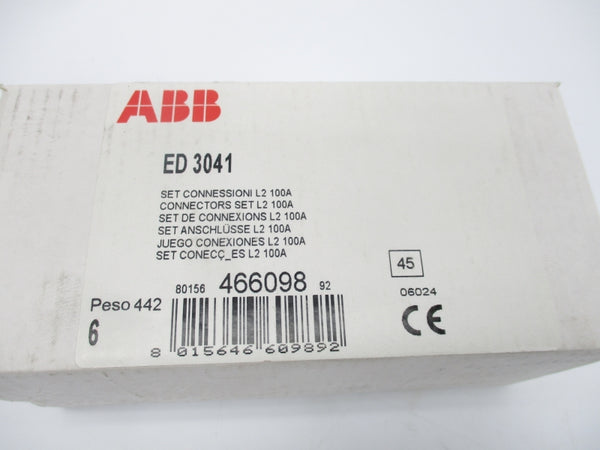 ABB
ED 3041
SET CONNESSIONI L2 100A
CONNECTORS SET L2 100A
SET DE CONNEXIONS L2 100A
SET ANSCHLÜSSE L2 100A
JUEGO CONEXIONES L2 100A
SET CONECÇ_ES L2 100A
45
80156 466098 92
06024
Peso 442
6
CE
8 015646 609892